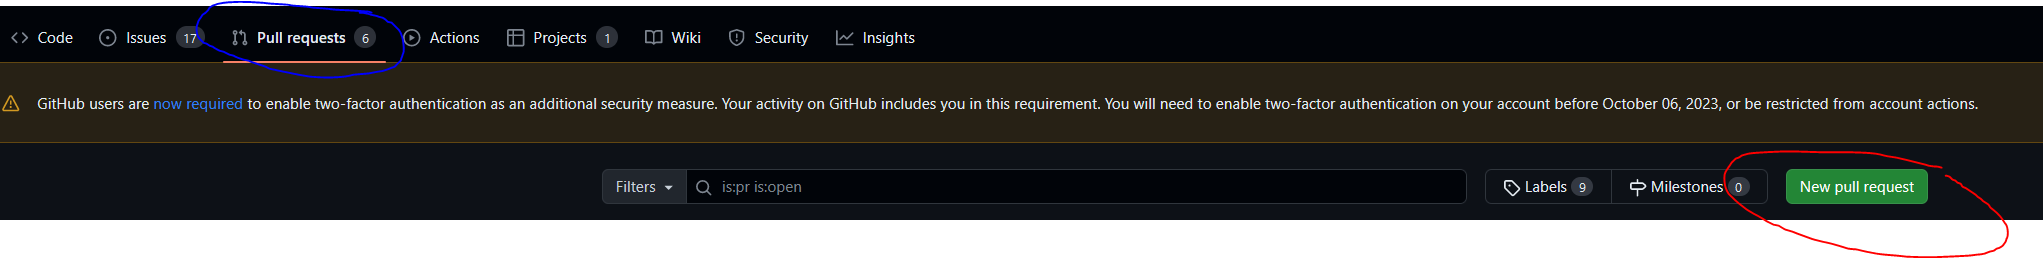 Code Issues 17 Pull requests 6 Actions Projects 1 Wiki Security Insights
GitHub users are now required to enable two-factor authentication as an additional security measure. Your activity on GitHub includes you in this requirement. You will need to enable two-factor authentication on your account before October 06, 2023, or be restricted from account actions.
Filters is:pr is:open Labels 9 Milestones 0 New pull request